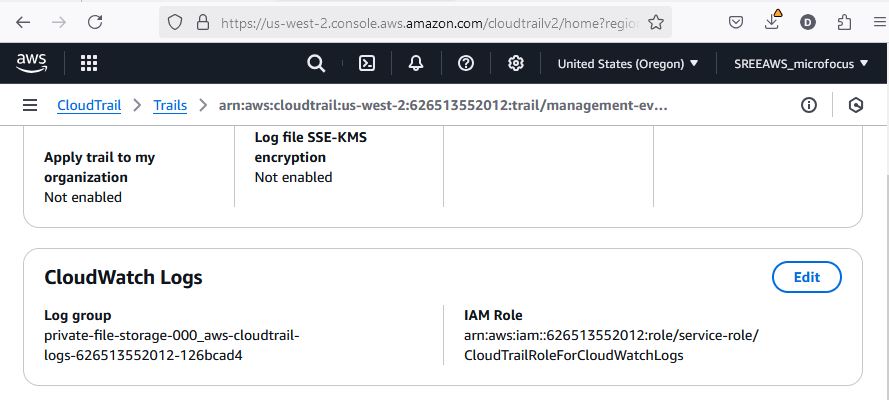 https://us-west-2.console.aws.amazon.com/cloudtrailv2/home?regio
D
aws
United States (Oregon)
SREEAWS_microfocus
CloudTrail
Trails
arn:aws:cloudtrail:us-west-2:626513552012:trail/management-ev...
Log file SSE-KMS
encryption
Not enabled
Apply trail to my
organization
Not enabled
CloudWatch Logs
Edit
Log group
private-file-storage-000_aws-cloudtrail-
logs-626513552012-126bcad4
IAM Role
arn:aws:iam::626513552012:role/service-role/
CloudTrailRoleForCloudWatchLogs